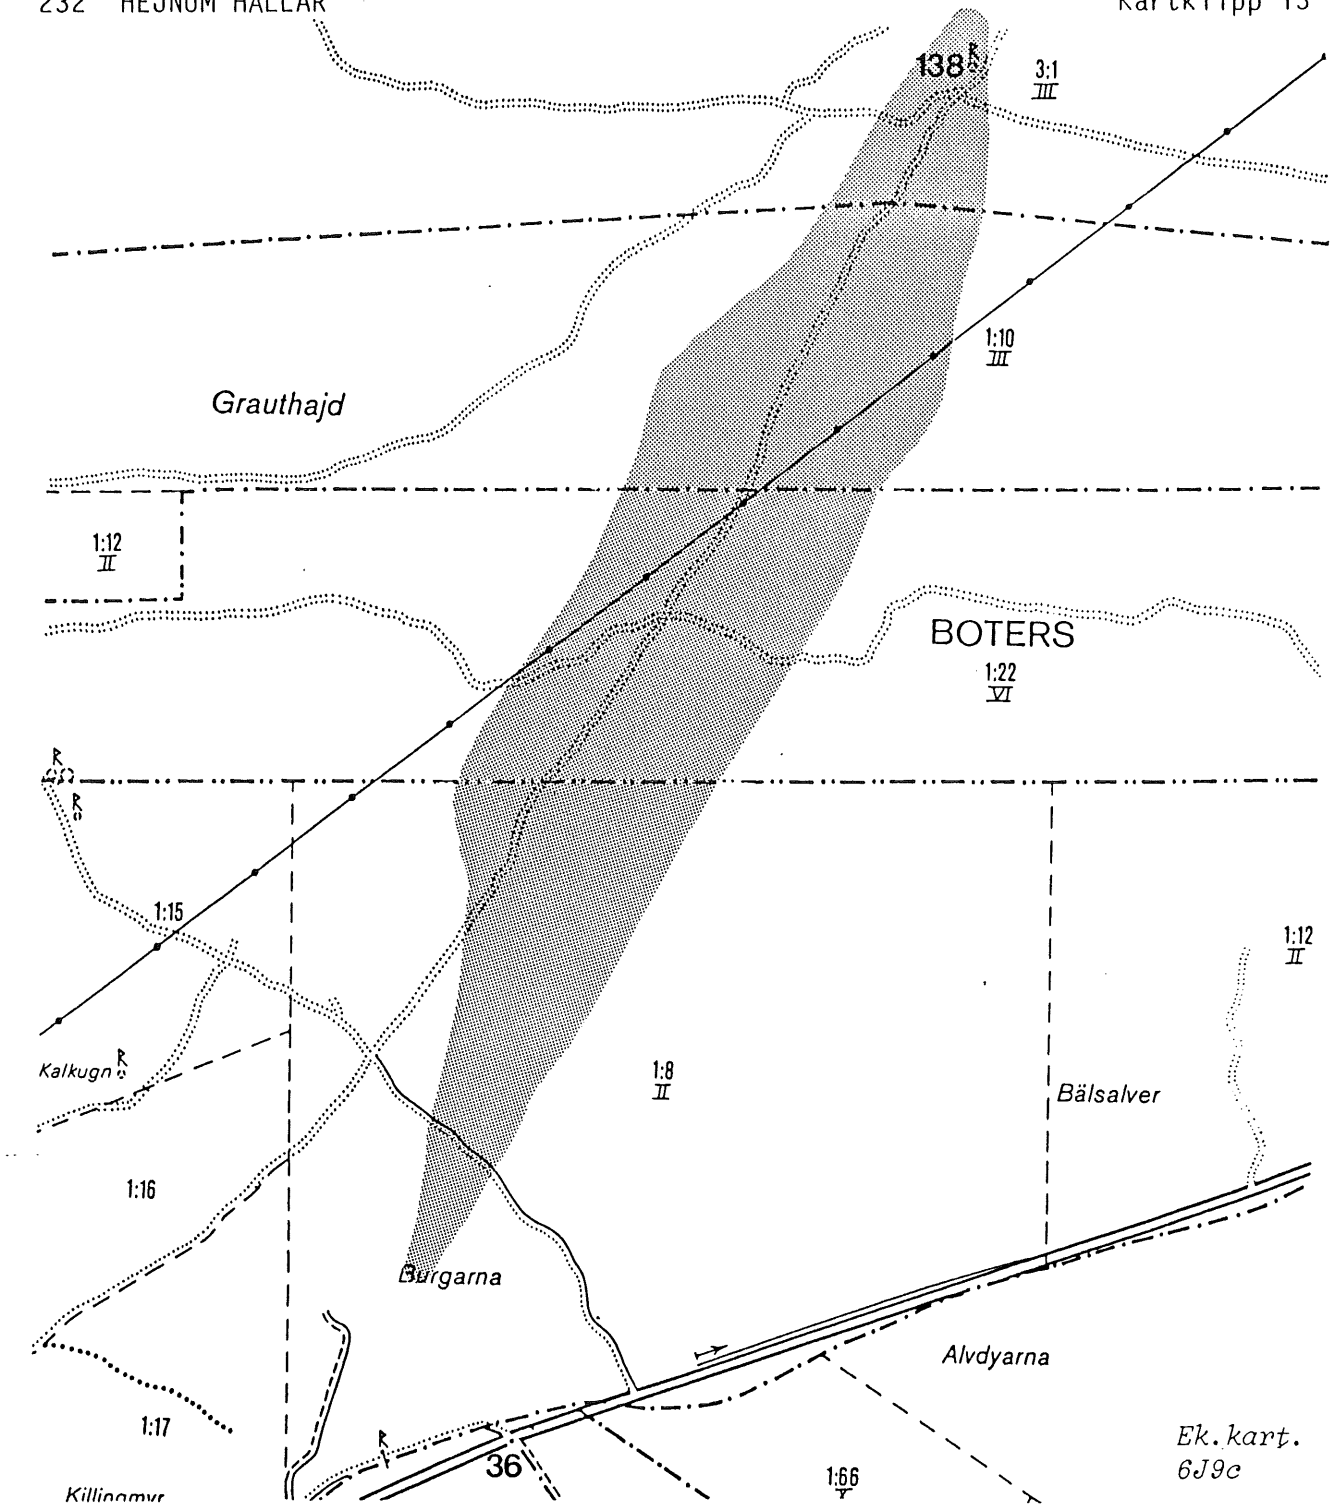 232 HEJNUM HÄLLAR
Kartklipp 13
138 R
3:1
III
1:10
III
Grauthajd
1:12
II
BOTERS
1:22
VI
R
R
1:15
1:12
II
Kalkugn R
1:8
II
Bälsalver
1:16
Burgarna
Alvdyarna
1:17
R
36
Ek. kart.
6J9c
1:66
V
Killingmyr